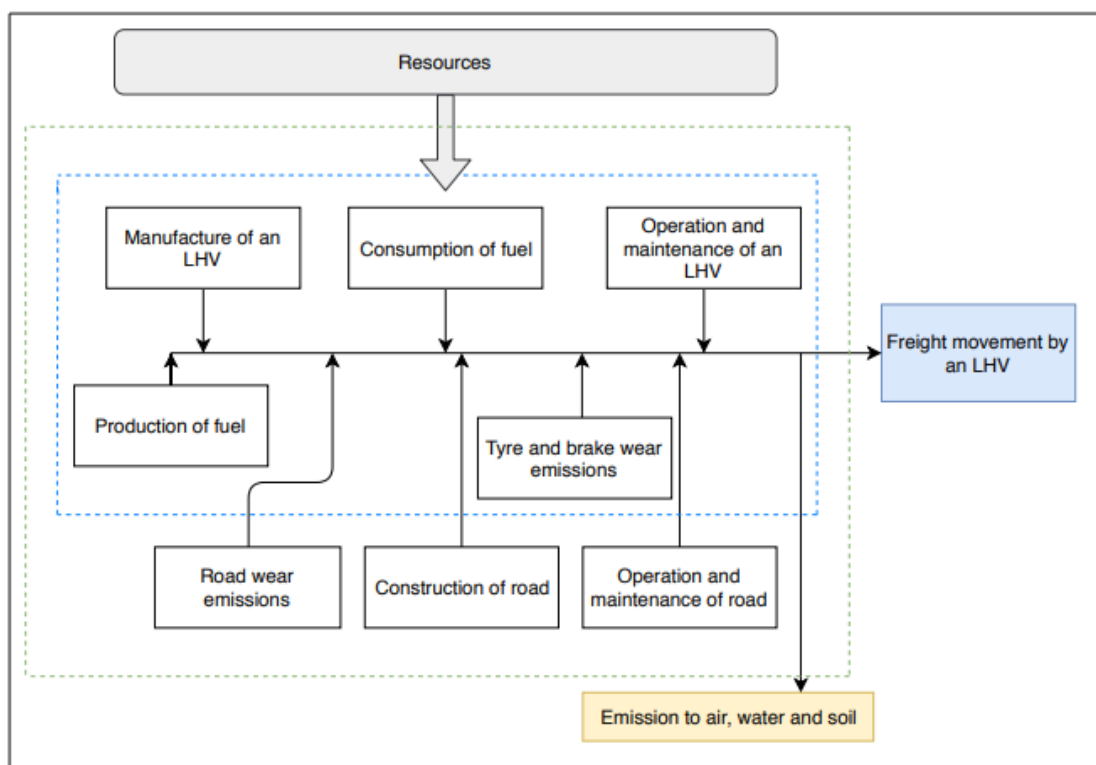 Resources
Manufacture of an
LHV
Consumption of fuel
Operation and
maintenance of an
LHV
Freight movement by
an LHV
Production of fuel
Tyre and brake wear
emissions
Road wear
emissions
Construction of road
Operation and
maintenance of road
Emission to air, water and soil